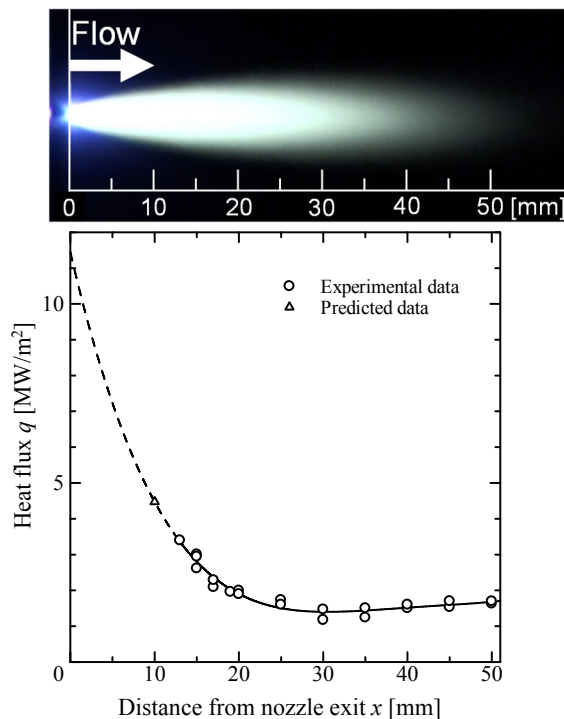 Flow
0 10 20 30 40 50 [mm]
10
5
0
Heat flux q [MW/m²]
Experimental data
Predicted data
0 10 20 30 40 50
Distance from nozzle exit x [mm]